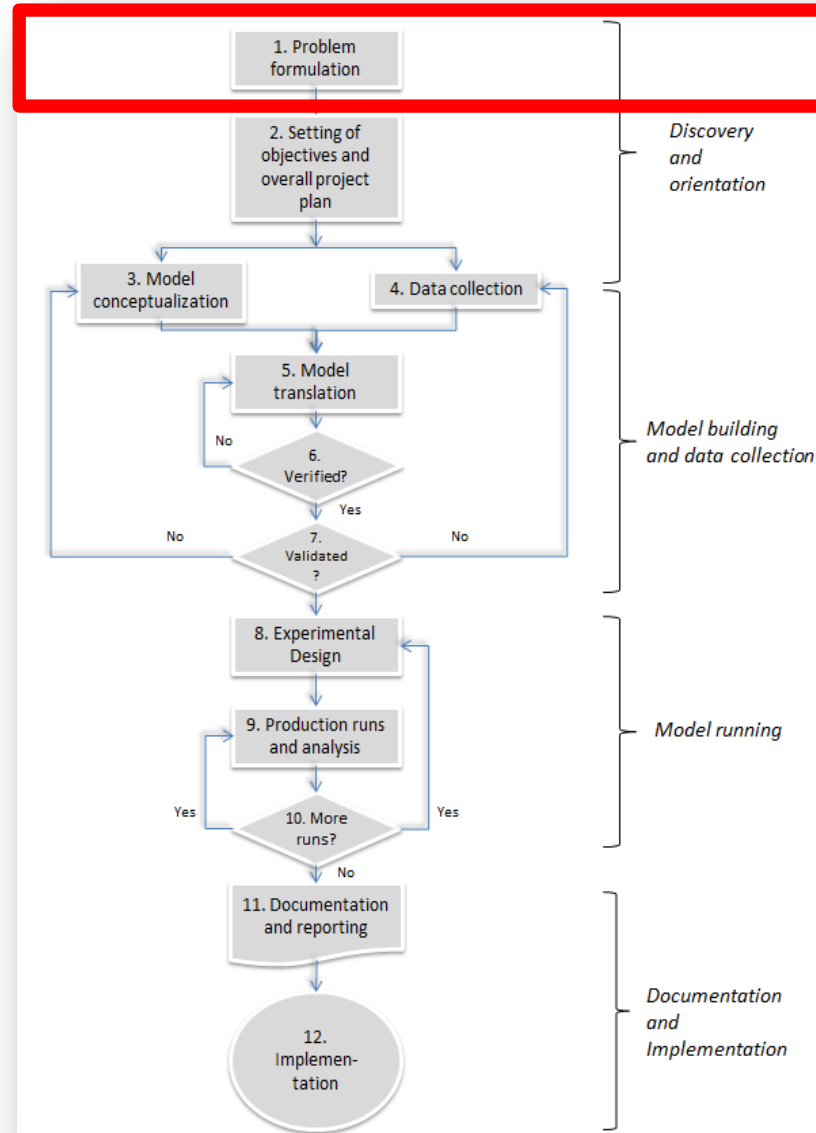 1. Problem
formulation
2. Setting of
objectives and
overall project
plan
Discovery
and
orientation
3. Model
conceptualization
4. Data collection
5. Model
translation
No
6.
Verified?
Yes
Model building
and data collection
No
7.
Validated
?
No
8. Experimental
Design
9. Production runs
and analysis
Model running
Yes
10. More
runs?
Yes
No
11. Documentation
and reporting
12.
Implemen-
tation
Documentation
and
Implementation